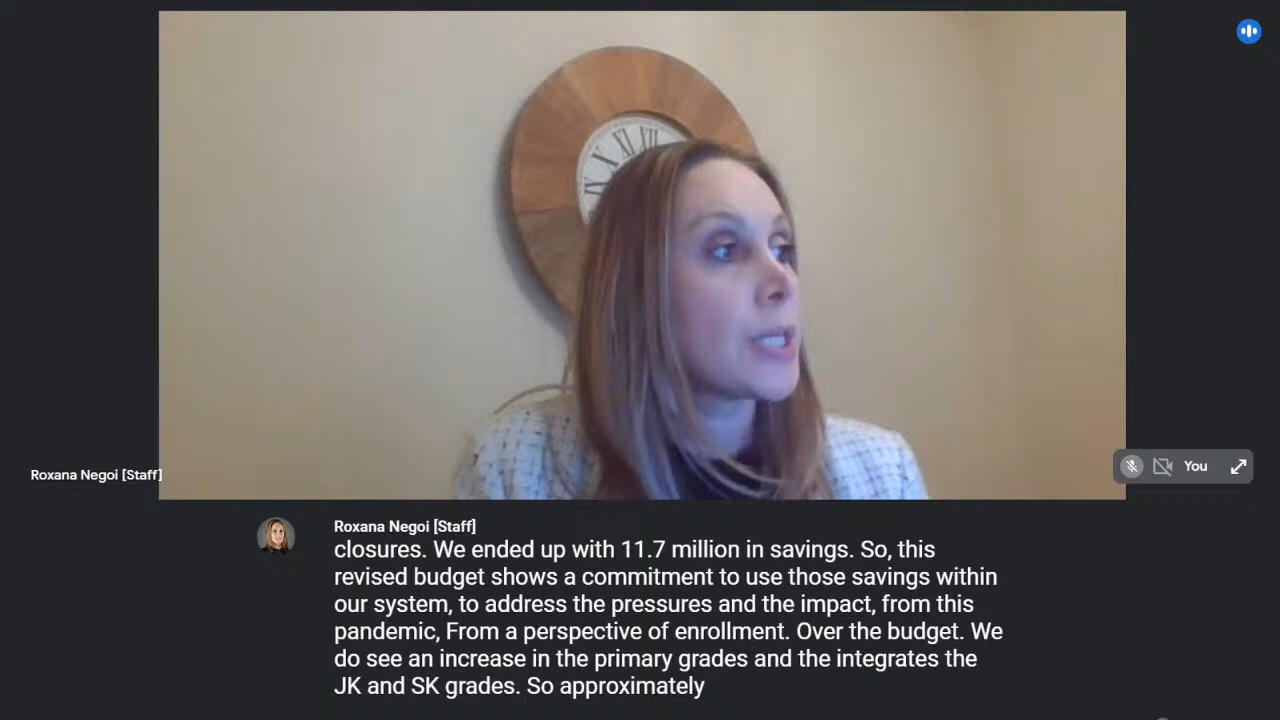 XII
XI
X
IX
Roxana Negoi [Staff]
You
Roxana Negoi [Staff]
closures. We ended up with 11.7 million in savings. So, this
revised budget shows a commitment to use those savings within
our system, to address the pressures and the impact, from this
pandemic, From a perspective of enrollment. Over the budget. We
do see an increase in the primary grades and the integrates the
JK and SK grades. So approximately